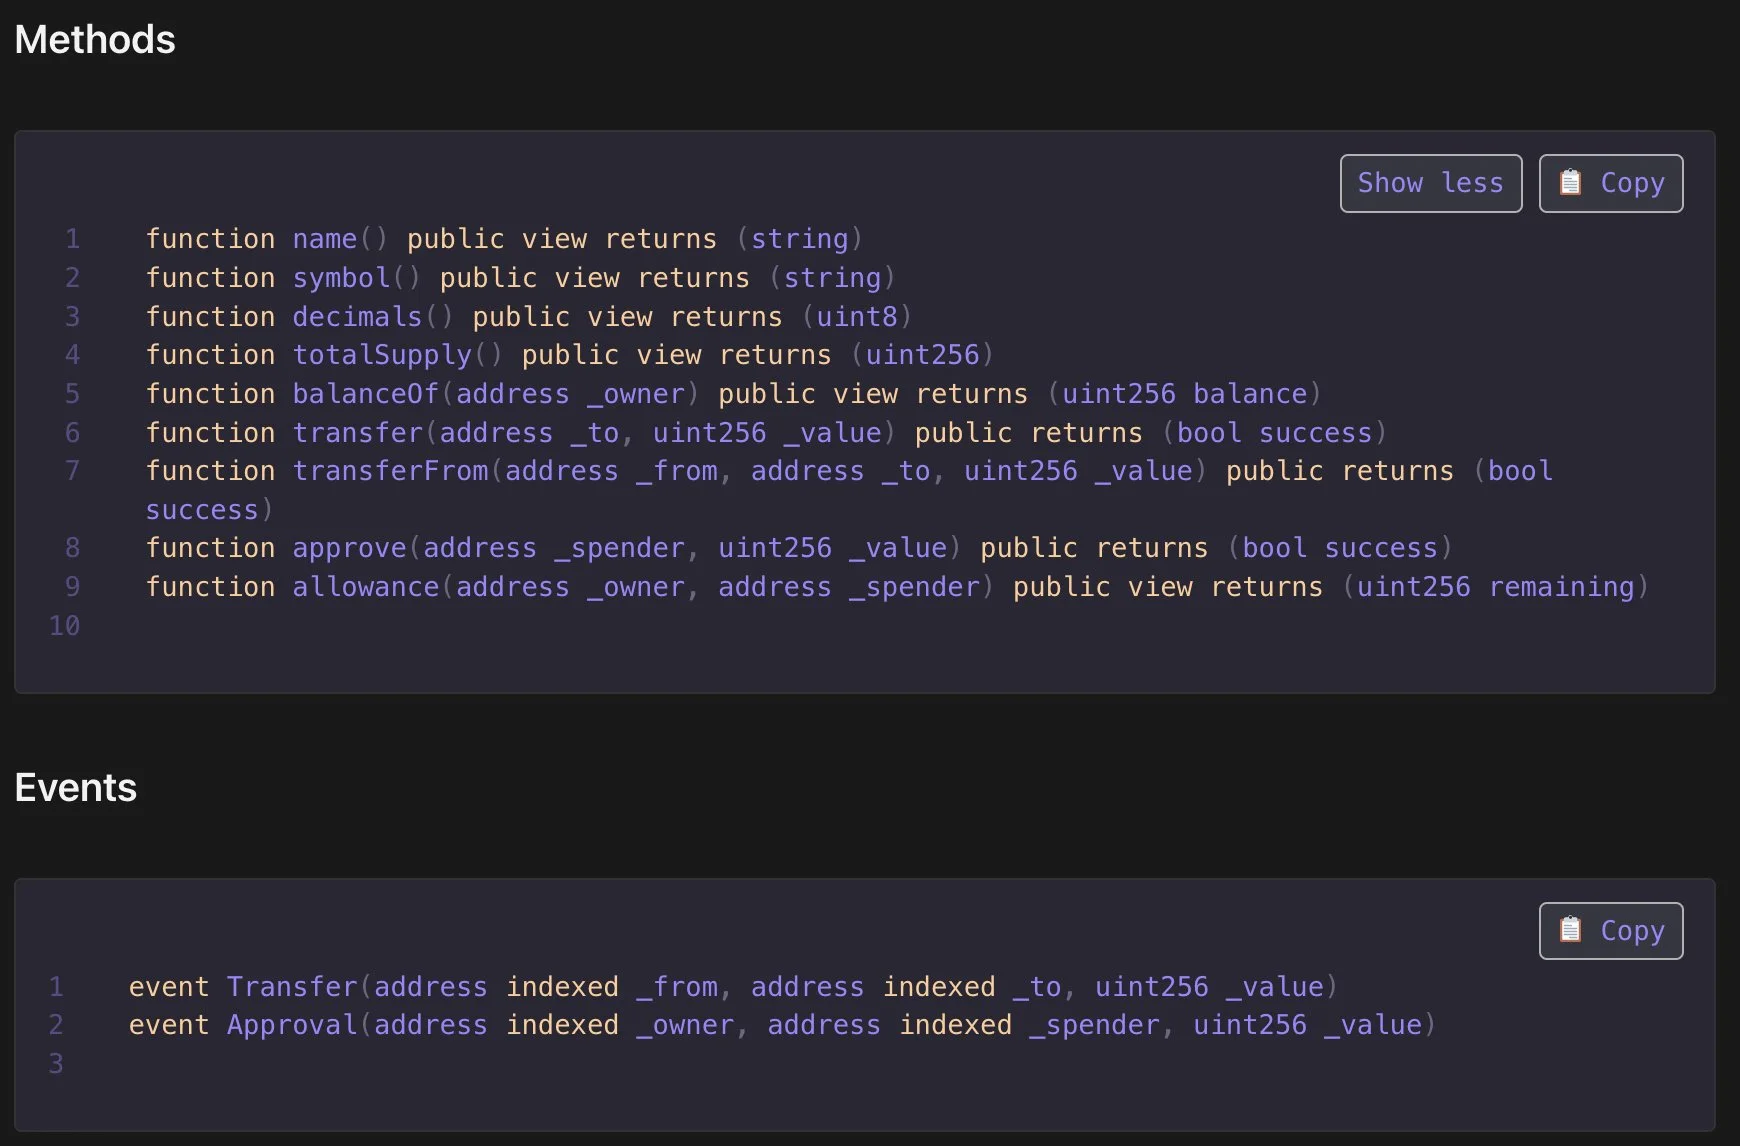 Methods
Show less
📋 Copy
1 function name() public view returns (string)
2 function symbol() public view returns (string)
3 function decimals() public view returns (uint8)
4 function totalSupply() public view returns (uint256)
5 function balanceOf(address _owner) public view returns (uint256 balance)
6 function transfer(address _to, uint256 _value) public returns (bool success)
7 function transferFrom(address _from, address _to, uint256 _value) public returns (bool
success)
8 function approve(address _spender, uint256 _value) public returns (bool success)
9 function allowance(address _owner, address _spender) public view returns (uint256 remaining)
10
Events
📋 Copy
1 event Transfer(address indexed _from, address indexed _to, uint256 _value)
2 event Approval(address indexed _owner, address indexed _spender, uint256 _value)
3